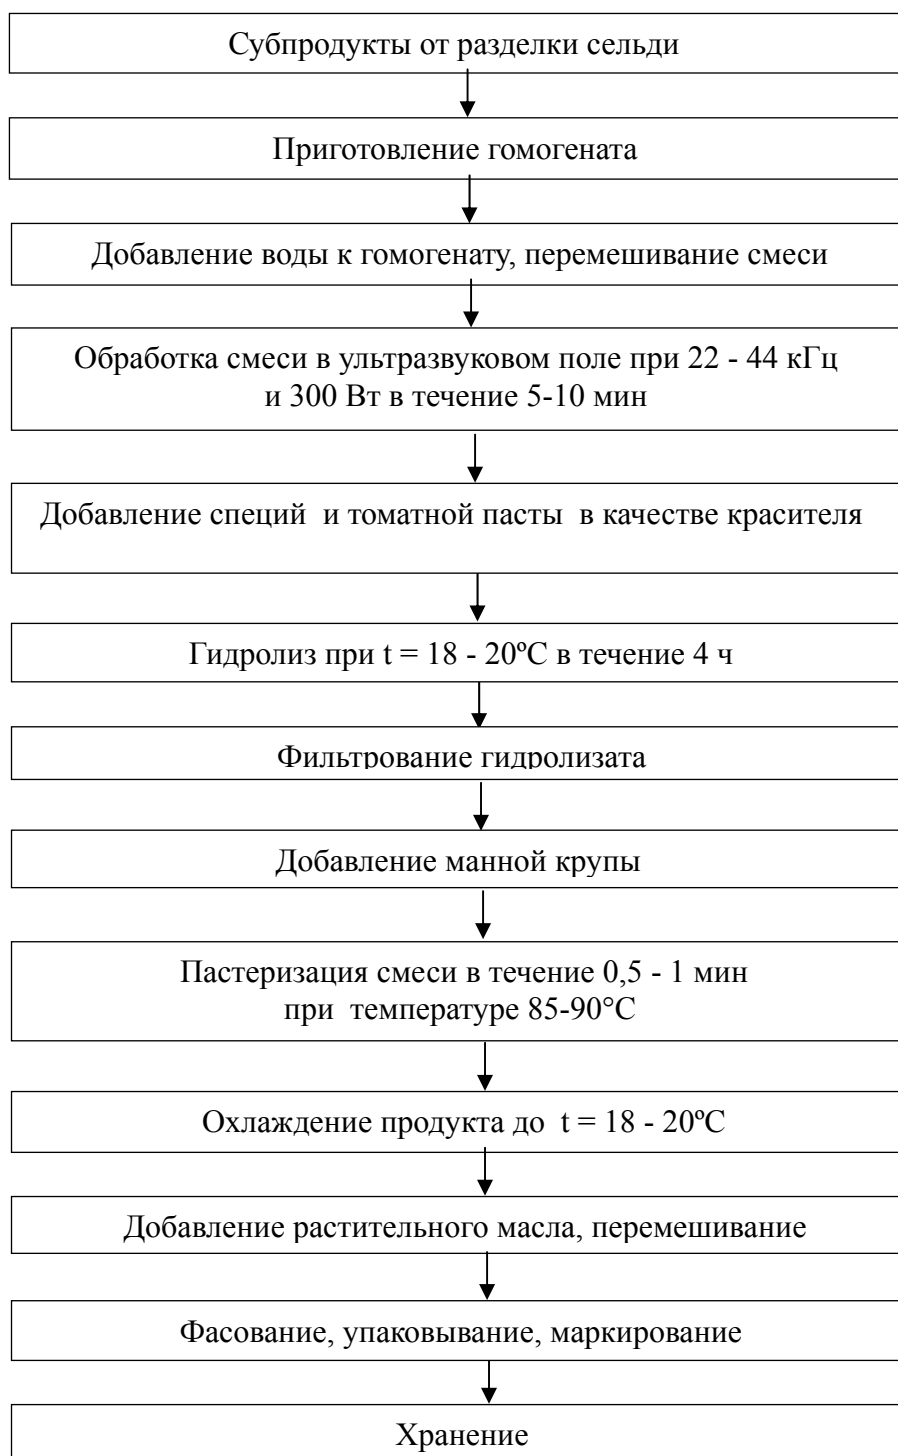 Субпродукты от разделки сельди
Приготовление гомогената
Добавление воды к гомогенату, перемешивание смеси
Обработка смеси в ультразвуковом поле при 22 - 44 кГц
и 300 Вт в течение 5-10 мин
Добавление специй и томатной пасты в качестве красителя
Гидролиз при t = 18 - 20ºС в течение 4 ч
Фильтрование гидролизата
Добавление манной крупы
Пастеризация смеси в течение 0,5 - 1 мин
при температуре 85-90°С
Охлаждение продукта до t = 18 - 20ºС
Добавление растительного масла, перемешивание
Фасование, упаковывание, маркирование
Хранение